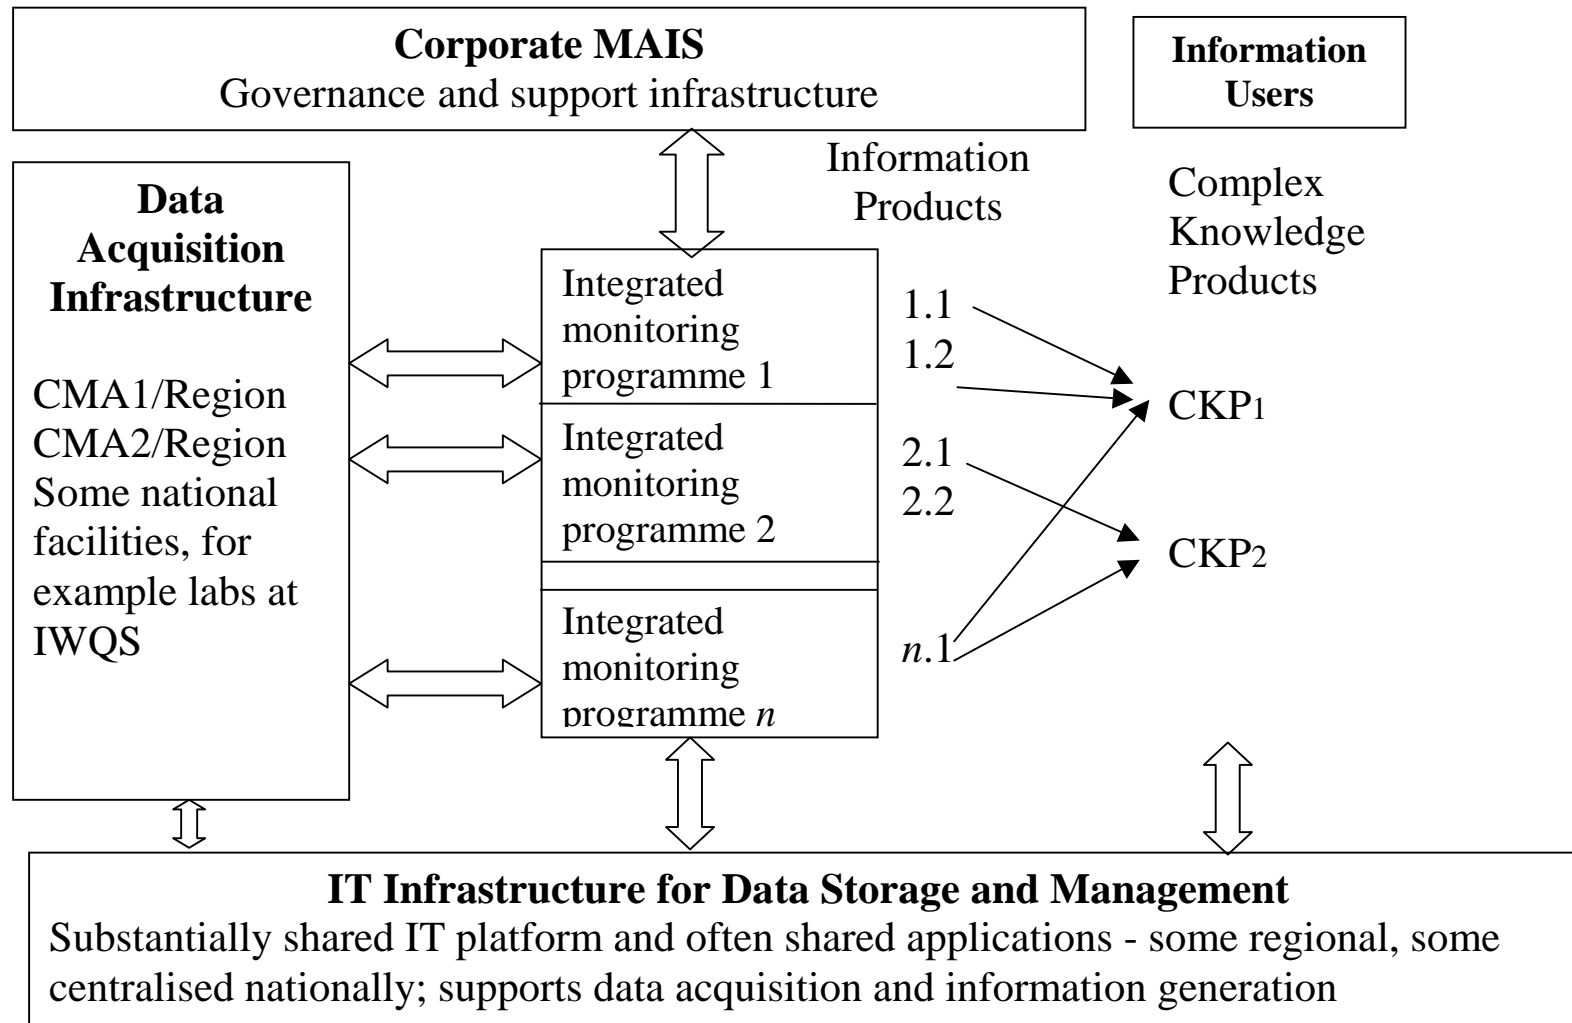 Corporate MAIS
Governance and support infrastructure
Information
Users
Data
Acquisition
Infrastructure
CMA1/Region
CMA2/Region
Some national
facilities, for
example labs at
IWQS
Integrated
monitoring
programme 1
Integrated
monitoring
programme 2
Integrated
monitoring
programme n
Information
Products
1.1
1.2
2.1
2.2
n.1
Complex
Knowledge
Products
CKP1
CKP2
IT Infrastructure for Data Storage and Management
Substantially shared IT platform and often shared applications - some regional, some
centralised nationally; supports data acquisition and information generation